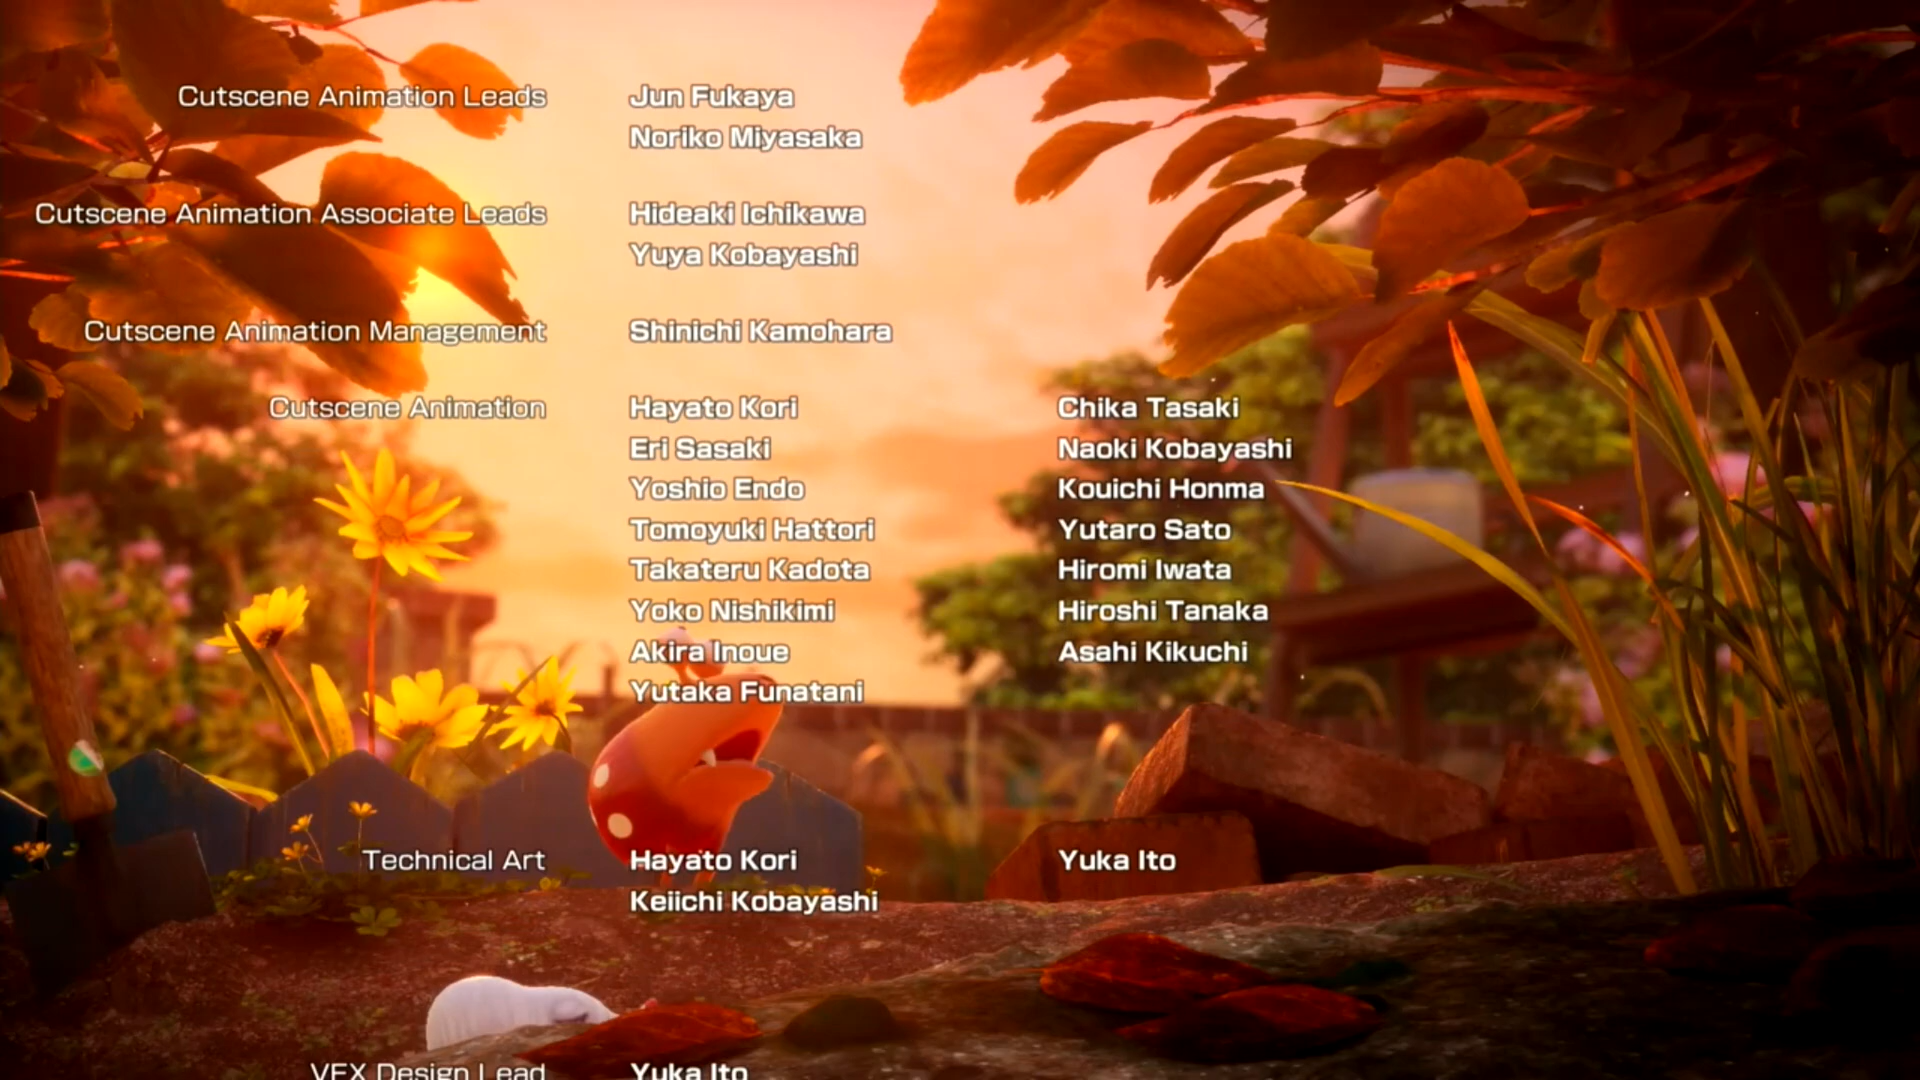 Cutscene Animation Leads Jun Fukaya
Noriko Miyasaka
Cutscene Animation Associate Leads Hideaki Ichikawa
Yuya Kobayashi
Cutscene Animation Management Shinichi Kamohara
Cutscene Animation Hayato Kori Chika Tasaki
Eri Sasaki Naoki Kobayashi
Yoshio Endo Kouichi Honma
Tomoyuki Hattori Yutaro Sato
Takateru Kadota Hiromi Iwata
Yoko Nishikimi Hiroshi Tanaka
Akira Inoue Asahi Kikuchi
Yutaka Funatani
Technical Art Hayato Kori Yuka Ito
Keiichi Kobayashi
VFX Design Lead Yuka Ito